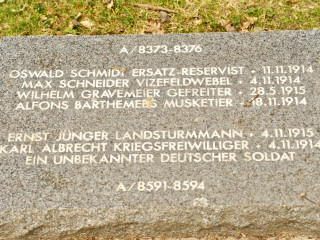 A/8373-8376
OSWALD SCHMIDT ERSATZ-RESERVIST • 11.11.1914
MAX SCHNEIDER VIZEFELDWEBEL • 4.11.1914
WILHELM GRAVEMEIER GEFREITER • 28.5.1915
ALFONS BARTHEMEBS MUSKETIER • 18.11.1914
ERNST JUNGER LANDSTURMMANN • 4.11.1915
KARL ALBRECHT KRIEGSFREIWILLIGER • 4.11.1914
EIN UNBEKANNTER DEUTSCHER SOLDAT
A/8591-8594